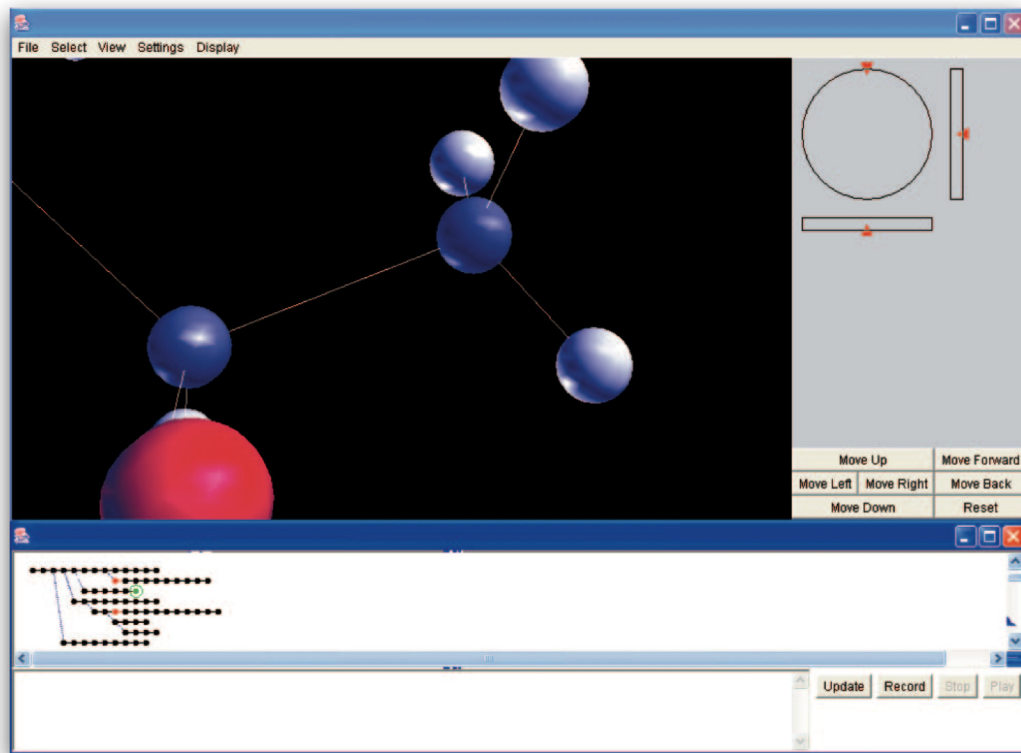 File Select View Settings Display
Move Up Move Forward
Move Left Move Right Move Back
Move Down Reset
Update Record Stop Play